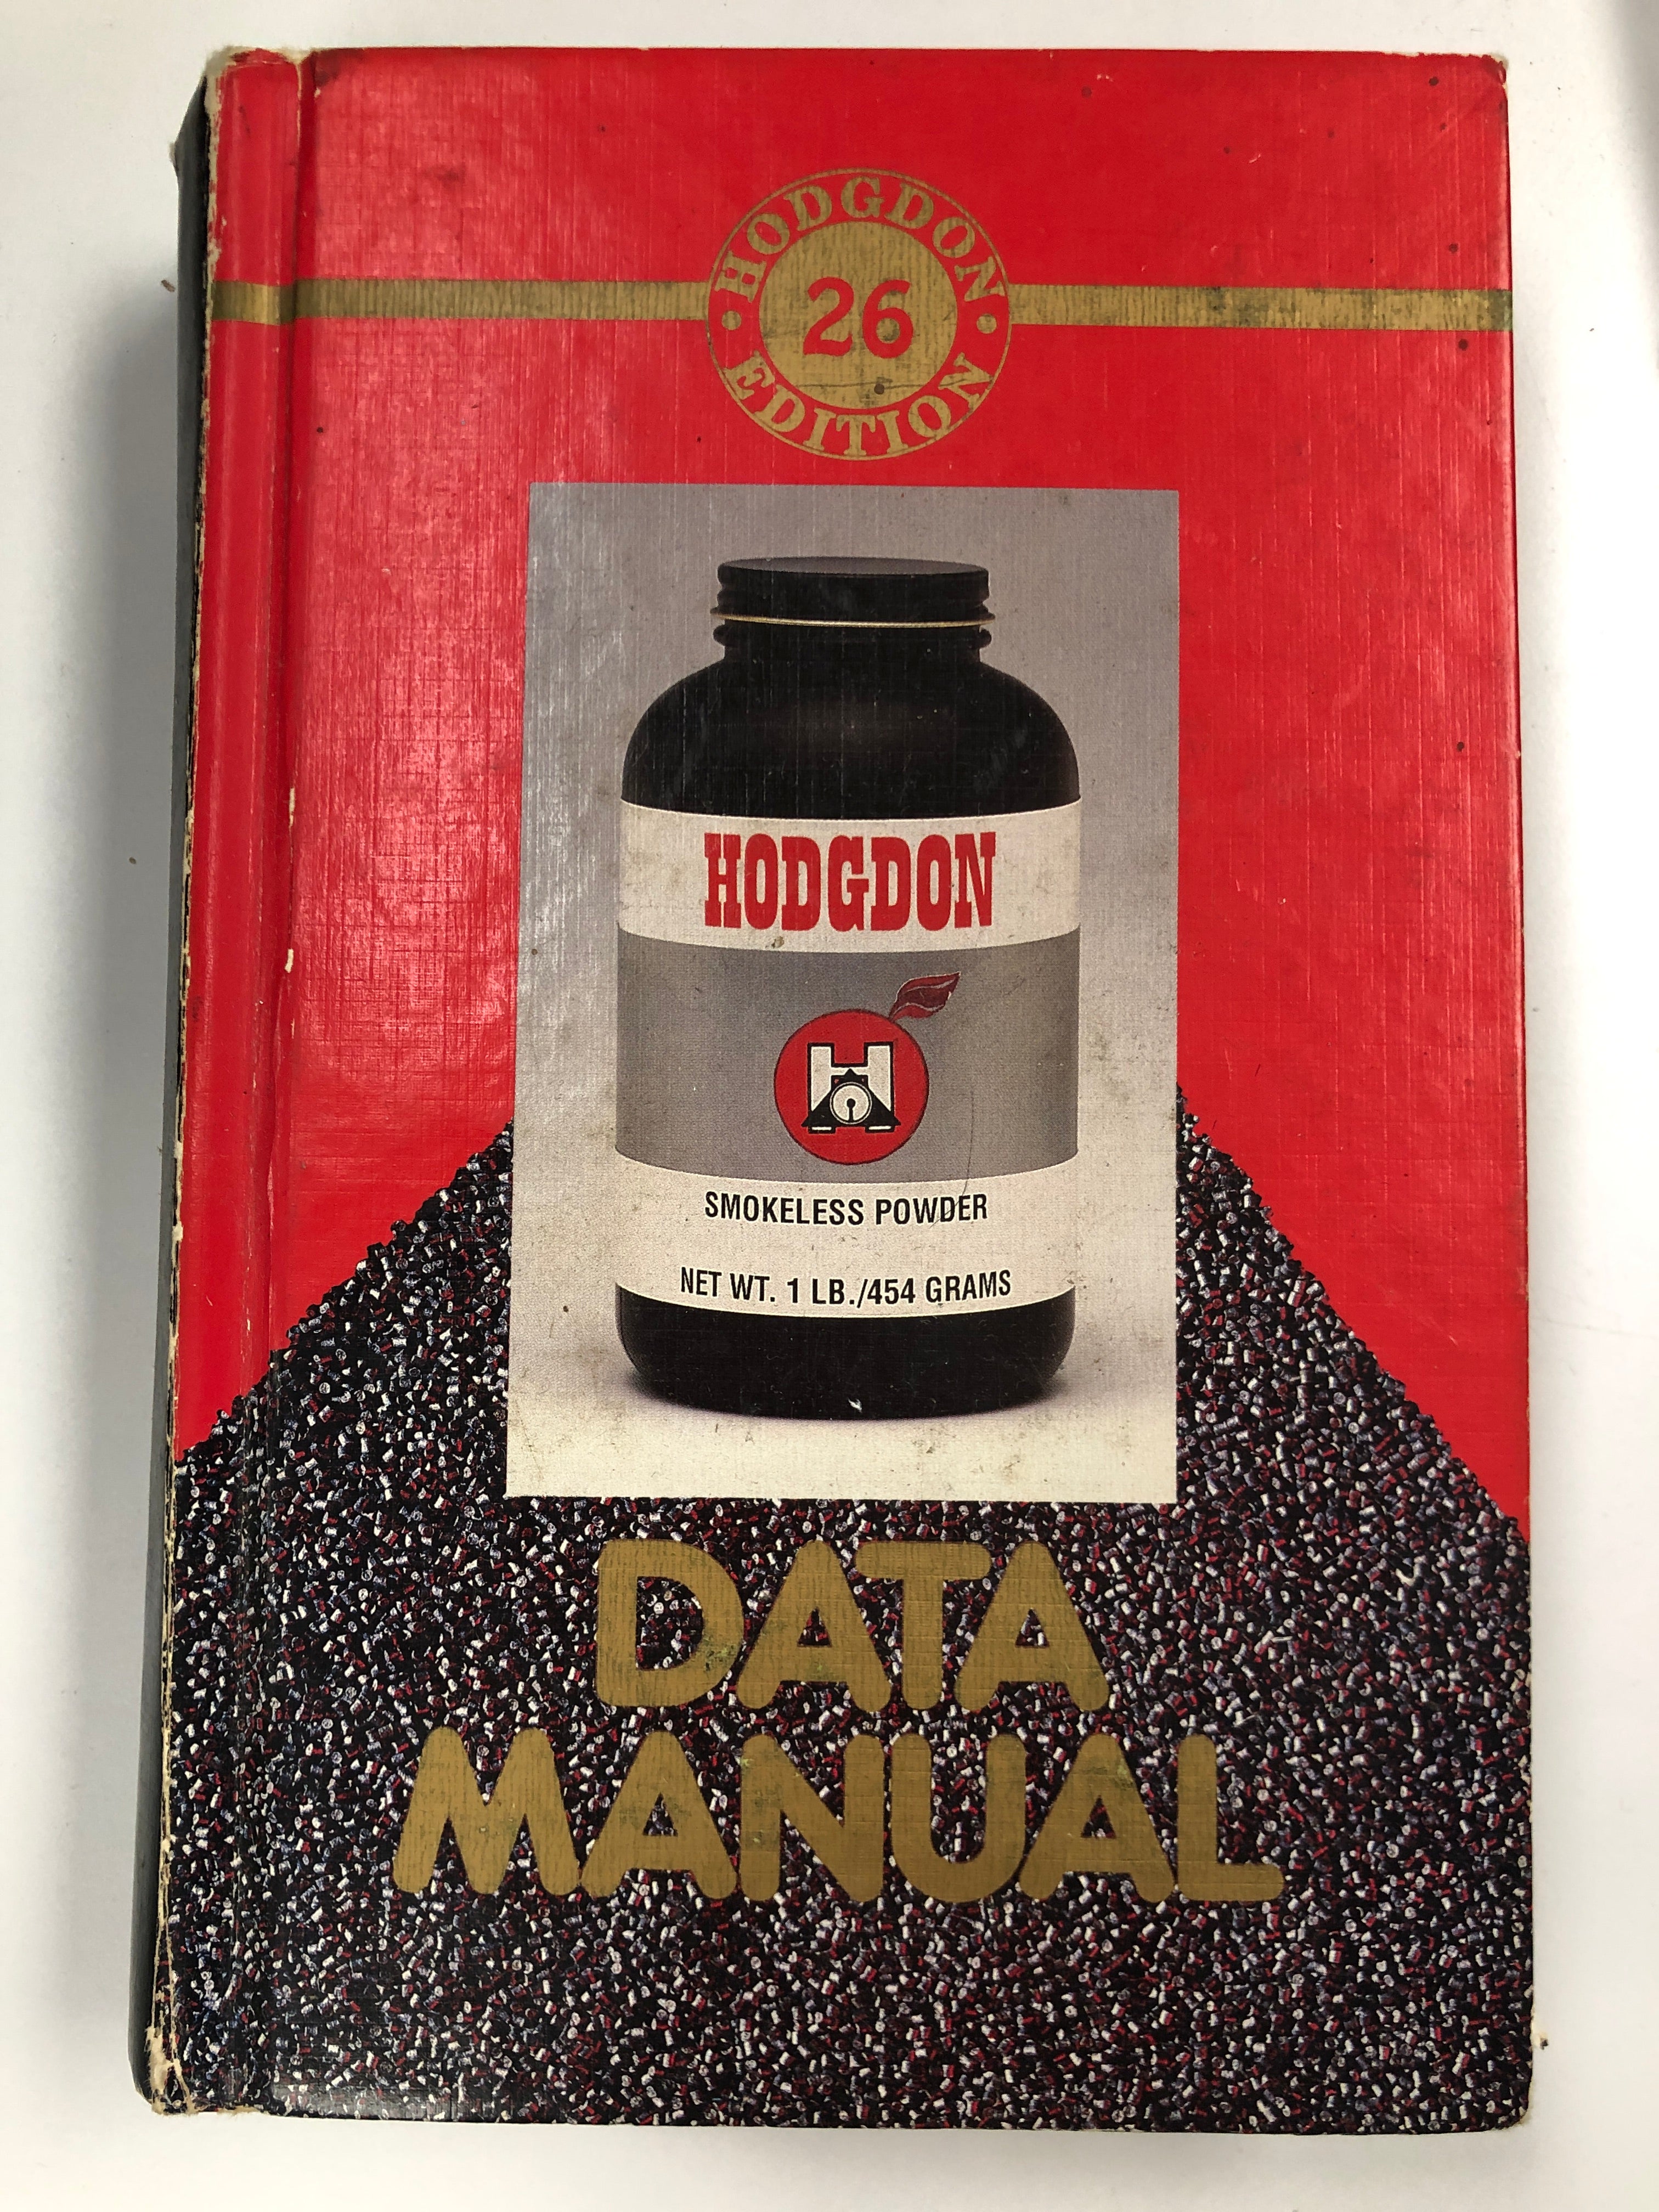 HODGDON
26
EDITION
HODGDON
H
SMOKELESS POWDER
NET WT. 1 LB./454 GRAMS
DATA
MANUAL